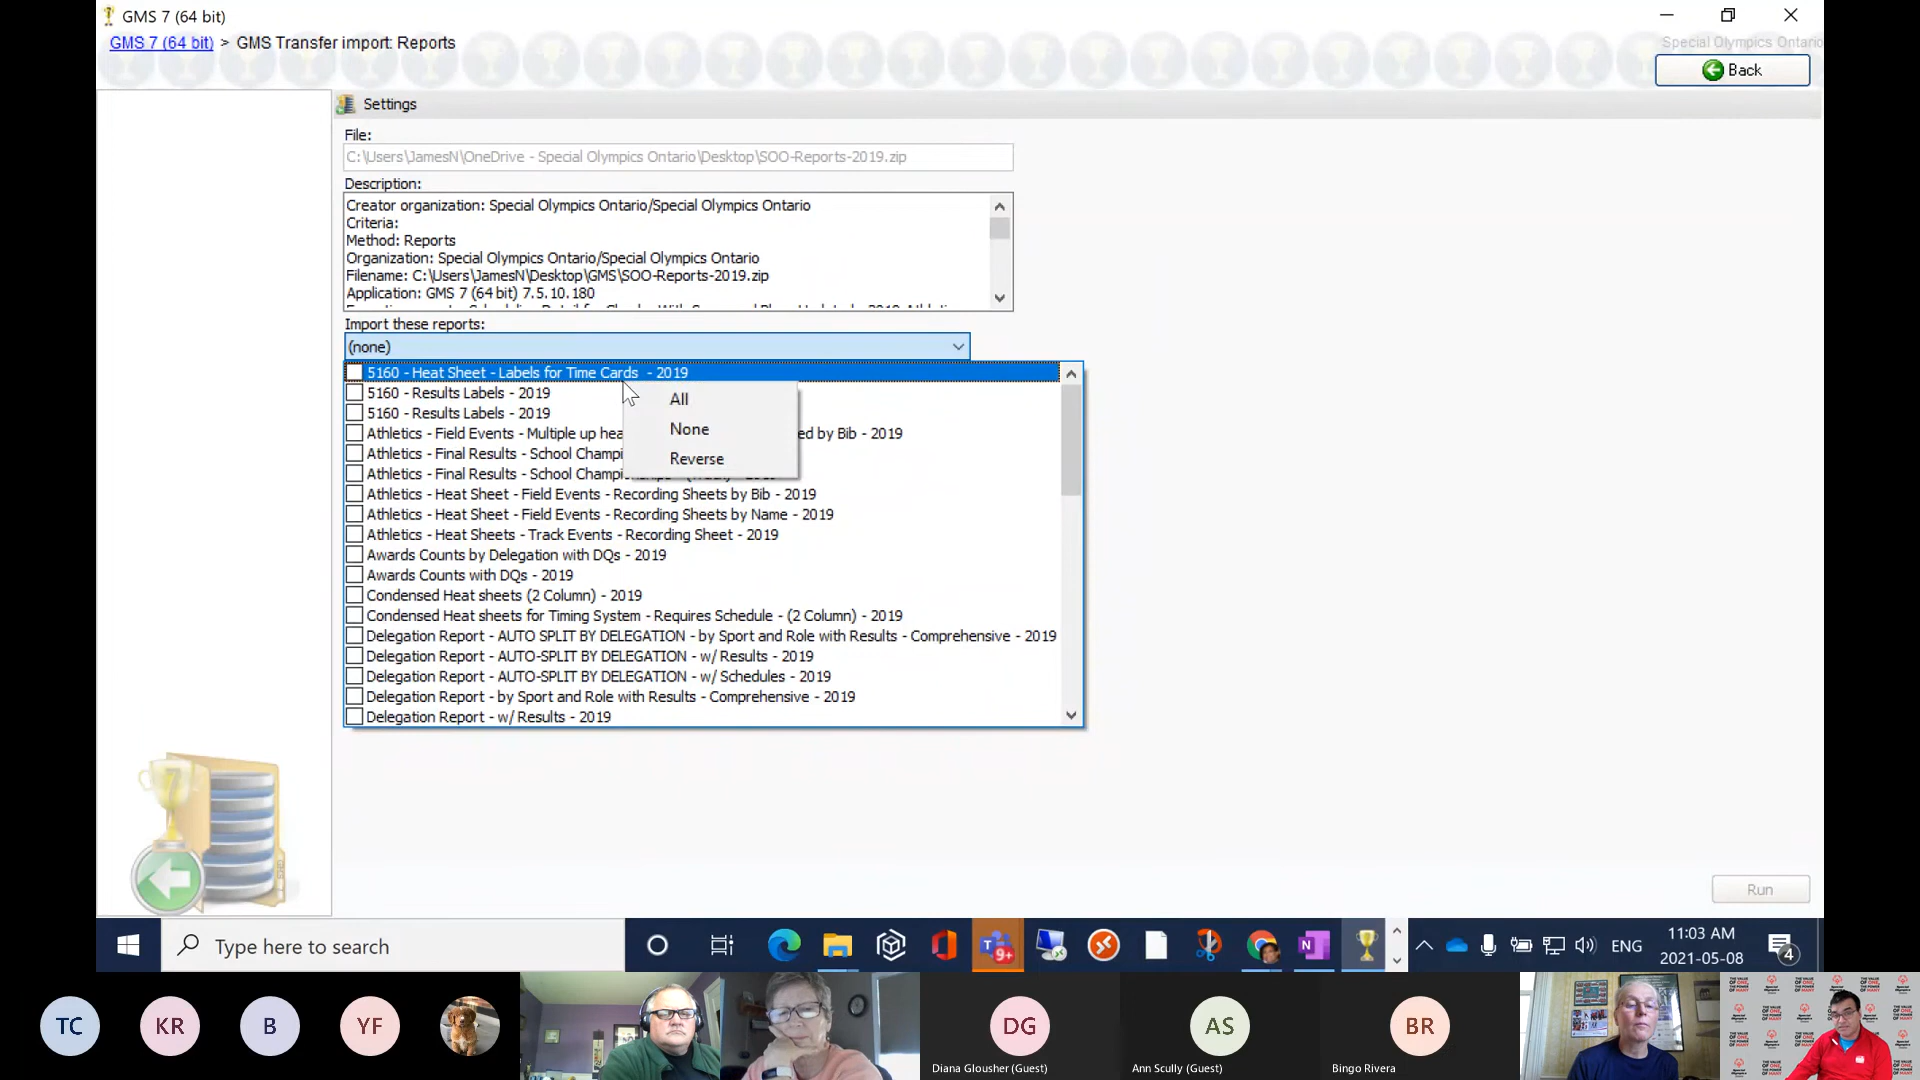 GMS 7 (64 bit)
GMS 7 (64 bit) > GMS Transfer import: Reports
Special Olympics Ontario
Back
Settings
File:
C:\Users\JamesN\OneDrive - Special Olympics Ontario\Desktop\SOO-Reports-2019.zip
Description:
Creator organization: Special Olympics Ontario/Special Olympics Ontario
Criteria:
Method: Reports
Organization: Special Olympics Ontario/Special Olympics Ontario
Filename: C:\Users\JamesN\Desktop\GMS\SOO-Reports-2019.zip
Application: GMS 7 (64 bit) 7.5.10.180
Import these reports:
(none)
5160 - Heat Sheet - Labels for Time Cards - 2019
5160 - Results Labels - 2019
5160 - Results Labels - 2019
Athletics - Field Events - Multiple up hea ed by Bib - 2019
Athletics - Final Results - School Champi
Athletics - Final Results - School Champi
Athletics - Heat Sheet - Field Events - Recording Sheets by Bib - 2019
Athletics - Heat Sheet - Field Events - Recording Sheets by Name - 2019
Athletics - Heat Sheets - Track Events - Recording Sheet - 2019
Awards Counts by Delegation with DQs - 2019
Awards Counts with DQs - 2019
Condensed Heat sheets (2 Column) - 2019
Condensed Heat sheets for Timing System - Requires Schedule - (2 Column) - 2019
Delegation Report - AUTO SPLIT BY DELEGATION - by Sport and Role with Results - Comprehensive - 2019
Delegation Report - AUTO-SPLIT BY DELEGATION - w/ Results - 2019
Delegation Report - AUTO-SPLIT BY DELEGATION - w/ Schedules - 2019
Delegation Report - by Sport and Role with Results - Comprehensive - 2019
Delegation Report - w/ Results - 2019
All
None
Reverse
Run
Type here to search
9+
ENG
11:03 AM
2021-05-08
4
TC
KR
B
YF
DG
Diana Glousher (Guest)
AS
Ann Scully (Guest)
BR
Bingo Rivera